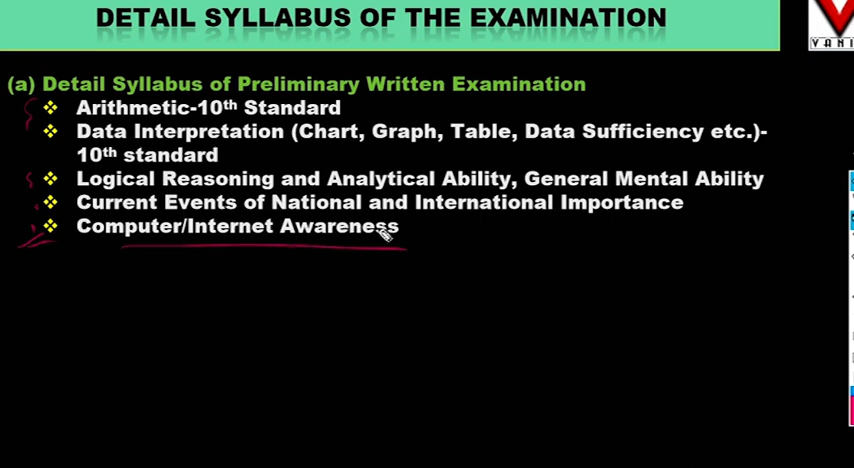 DETAIL SYLLABUS OF THE EXAMINATION
VANI
(a) Detail Syllabus of Preliminary Written Examination
❖ Arithmetic-10th Standard
❖ Data Interpretation (Chart, Graph, Table, Data Sufficiency etc.)-
10th standard
❖ Logical Reasoning and Analytical Ability, General Mental Ability
❖ Current Events of National and International Importance
❖ Computer/Internet Awareness